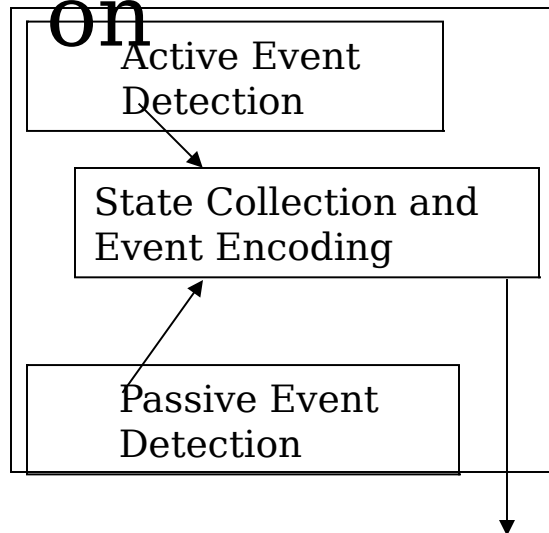 on
Active Event
Detection
State Collection and
Event Encoding
Passive Event
Detection